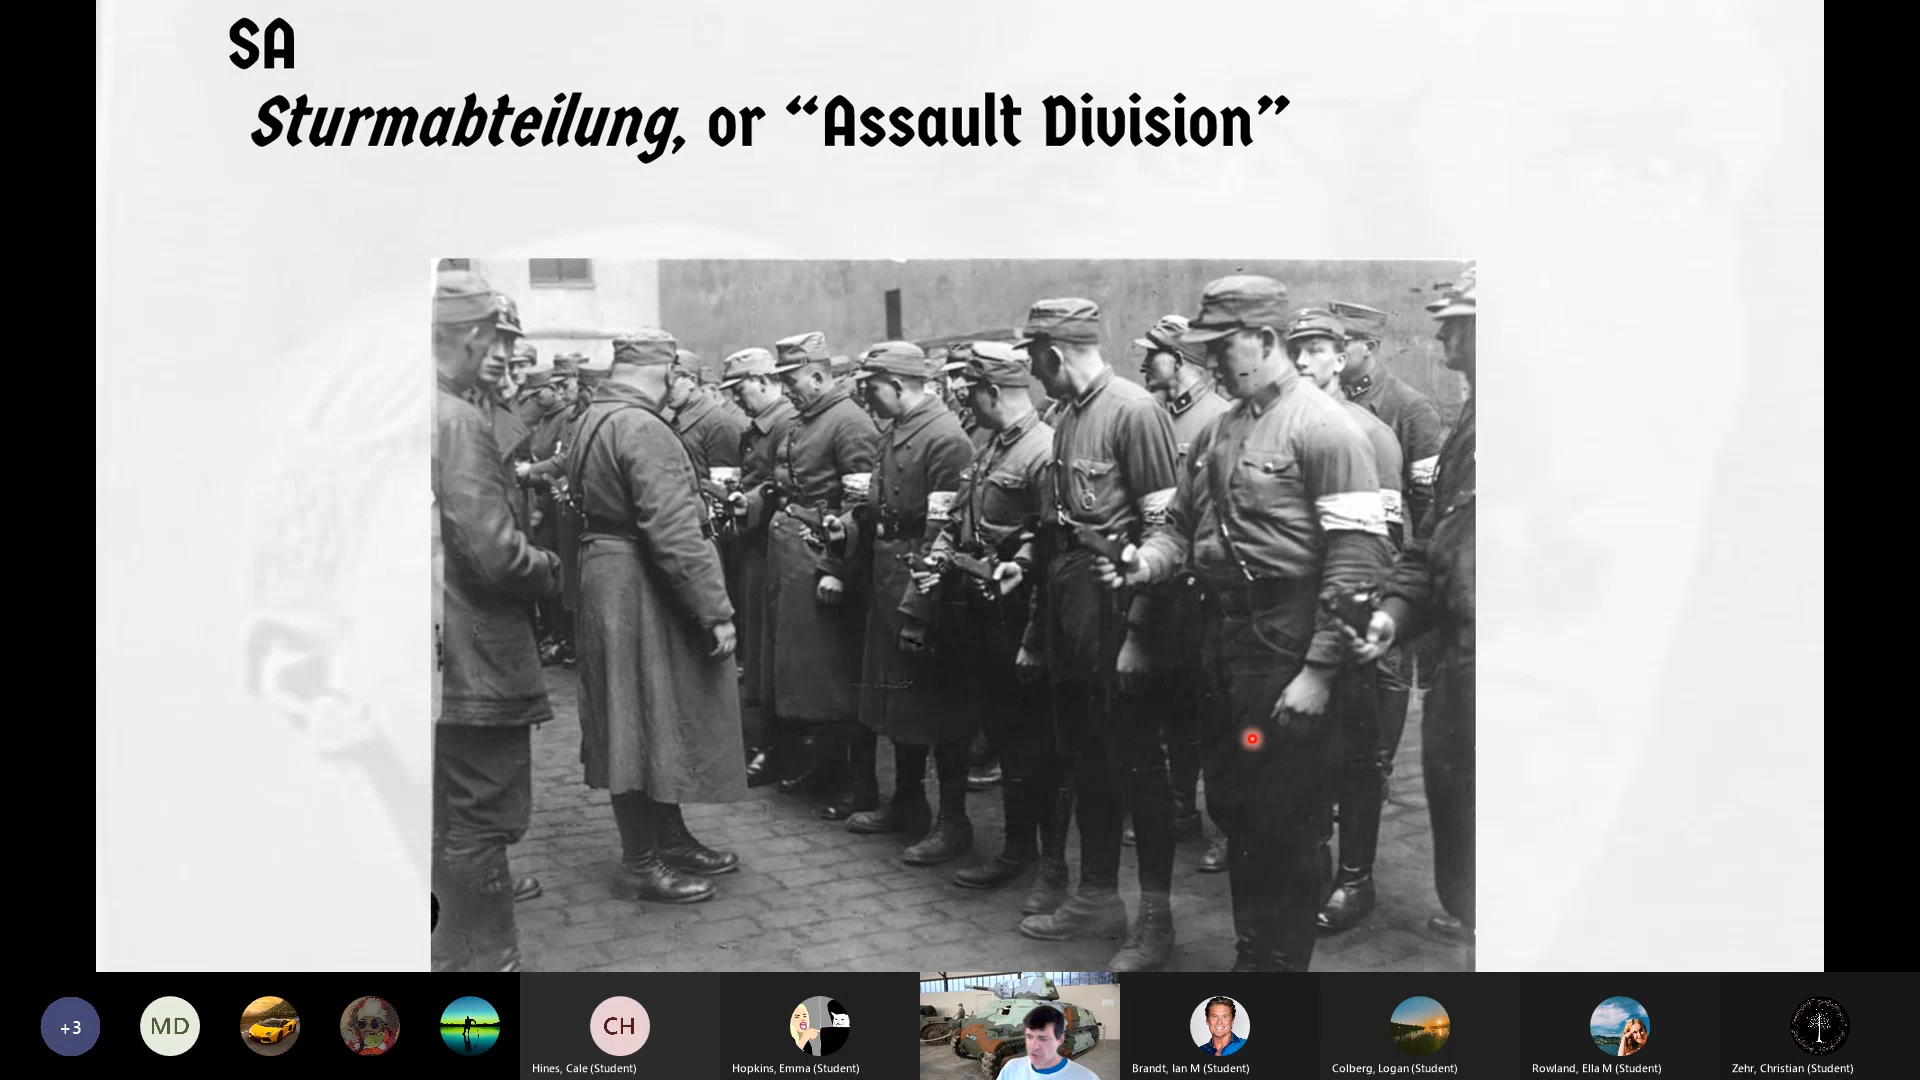 SA
Sturmabteilung, or “Assault Division”
+3
MD
CH
Hines, Cale (Student)
Hopkins, Emma (Student)
Brandt, Ian M (Student)
Colberg, Logan (Student)
Rowland, Ella M (Student)
Zehr, Christian (Student)